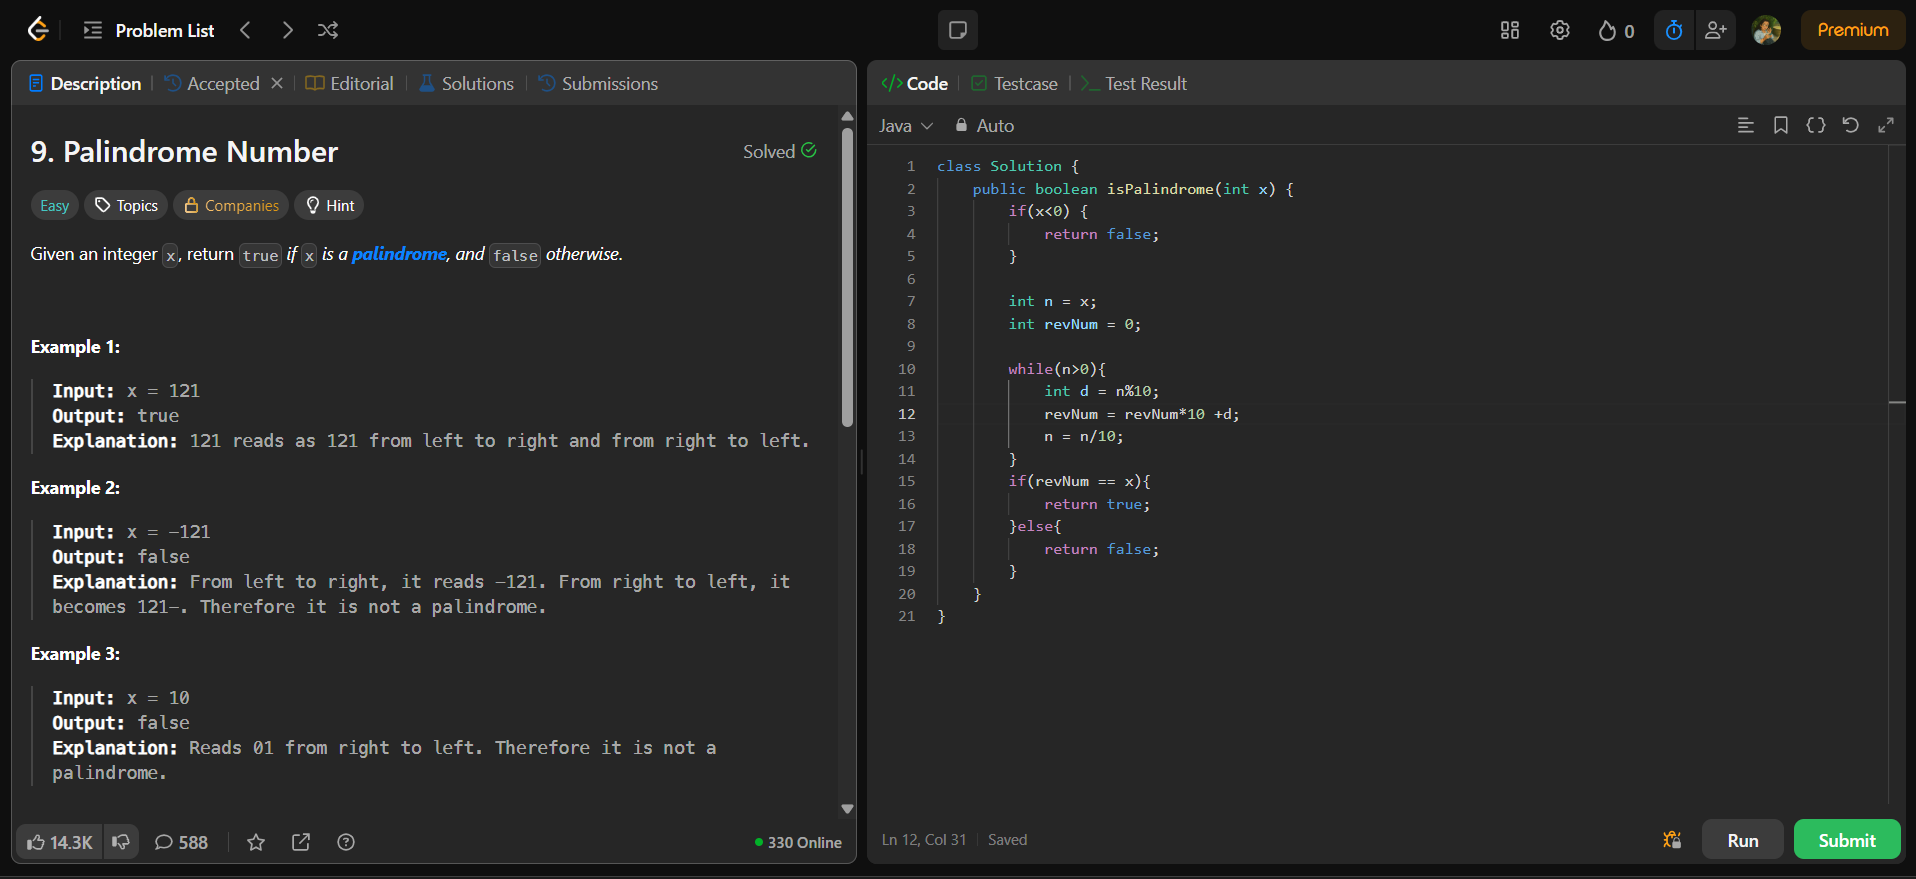 Problem List
0
Premium
Description
Accepted
Editorial
Solutions
Submissions
9. Palindrome Number
Solved
Easy
Topics
Companies
Hint
Given an integer x, return true if x is a palindrome, and false otherwise.
Example 1:
Input: x = 121
Output: true
Explanation: 121 reads as 121 from left to right and from right to left.
Example 2:
Input: x = -121
Output: false
Explanation: From left to right, it reads -121. From right to left, it
becomes 121-. Therefore it is not a palindrome.
Example 3:
Input: x = 10
Output: false
Explanation: Reads 01 from right to left. Therefore it is not a
palindrome.
14.3K
588
330 Online
</> Code
Testcase
>_ Test Result
Java
Auto
1 class Solution {
2 public boolean isPalindrome(int x) {
3 if(x<0) {
4 return false;
5 }
6
7 int n = x;
8 int revNum = 0;
9
10 while(n>0){
11 int d = n%10;
12 revNum = revNum*10 +d;
13 n = n/10;
14 }
15 if(revNum == x){
16 return true;
17 }else{
18 return false;
19 }
20 }
21 }
Ln 12, Col 31
Saved
Run
Submit